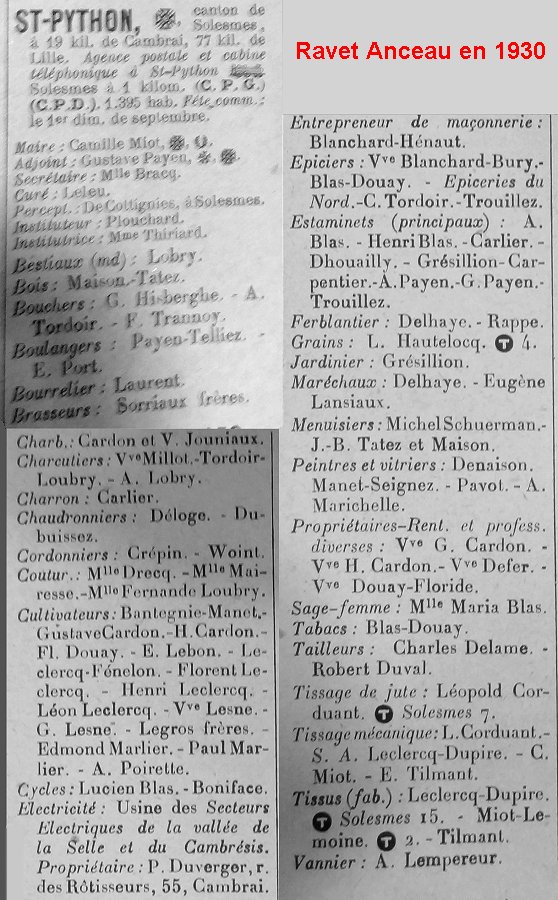 ST-PYTHON, canton de
Solesmes,
à 19 kil. de Cambrai, 77 kil. de
Lille. Agence postale et cabine
téléphonique à St-Python
Solesmes à 1 kilom. (C. P. G.)
(C.P.D.). 1.395 hab. Fête comm.:
le 1er dim. de septembre.
Maire : Camille Miot,
Adjoint : Gustave Payen,
Secrétaire : Mlle Bracq.
Curé : Leleu.
Percept. : De Cottignies, à Solesmes.
Instituteur : Plouchard.
Institutrice : Mme Thiriard.
Bestiaux (md) : Lobry.
Bois : Maison-Tatez.
Bouchers : G. Hisberghe. - A.
Tordoir. - F. Trannoy.
Boulangers : Payen-Telliez. -
E. Port.
Bourrelier : Laurent.
Brasseurs : Sorriaux frères.
Charb.: Cardon et V. Jouniaux.
Charcutiers : Vve Millot.-Tordoir-
Loubry. - A. Lobry.
Charron : Carlier.
Chaudronniers : Déloge. - Du-
buissez.
Cordonniers : Crépin. - Woint.
Coutur.: Mlle Drecq. -Mlle Mai-
resse.-Mlle Fernande Loubry.
Cultivateurs : Bantegnie-Manet.-
Gustave Cardon.-H. Cardon.-
Fl. Douay. - E. Lebon. - Le-
clercq-Fénelon. - Florent Le-
clercq. - Henri Leclercq. -
Léon Leclercq. - Vve Lesne. -
G. Lesne. - Legros frères. -
Edmond Marlier. - Paul Mar-
lier. - A. Poirette.
Cycles : Lucien Blas. - Boniface.
Electricité : Usine des Secteurs
Electriques de la vallée de
la Selle et du Cambrésis.
Propriétaire : P. Duverger, r.
des Rôtisseurs, 55, Cambrai.
Ravet Anceau en 1930
Entrepreneur de maçonnerie :
Blanchard-Hénaut.
Epiciers : Vve Blanchard-Bury.-
Blas-Douay. - Epiceries du
Nord.-C. Tordoir.-Trouillez.
Estaminets (principaux) : A.
Blas. - Henri Blas. - Carlier. -
Dhouailly. - Grésillion-Car-
pentier.-A. Payen.-G. Payen.-
Trouillez.
Ferblantier : Delhaye. - Rappe.
Grains : L. Hautelocq. T 4.
Jardinier : Grésillion.
Maréchaux : Delhaye. - Eugène
Lansiaux.
Menuisiers : Michel Schuerman.-
J.-B. Tatez et Maison.
Peintres et vitriers : Denaison.
Manet-Seignez. - Pavot. - A.
Marichelle.
Propriétaires-Rent. et profess.
diverses : Vve G. Cardon. -
Vve H. Cardon.- Vve Defer. -
Vve Douay-Floride.
Sage-femme : Mlle Maria Blas.
Tabacs : Blas-Douay.
Tailleurs : Charles Delame. -
Robert Duval.
Tissage de jute : Léopold Cor-
duant. T Solesmes 7.
Tissage mécanique: L. Corduant.-
S. A. Leclercq-Dupire. - C.
Miot. - E. Tilmant.
Tissus (fab.) : Leclercq-Dupire.
T Solesmes 15. - Miot-Le-
moine. T 2. - Tilmant.
Vannier : A. Lempereur.